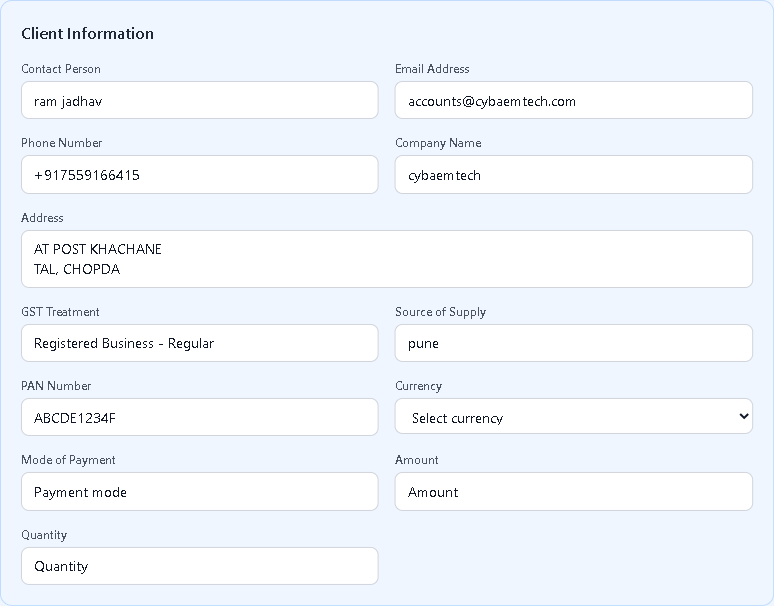 Client Information
Contact Person
Email Address
ram jadhav
accounts@cybaemtech.com
Phone Number
Company Name
+917559166415
cybaemtech
Address
AT POST KHACHANE
TAL, CHOPDA
GST Treatment
Source of Supply
Registered Business - Regular
pune
PAN Number
Currency
ABCDE1234F
Select currency
Mode of Payment
Amount
Payment mode
Amount
Quantity
Quantity